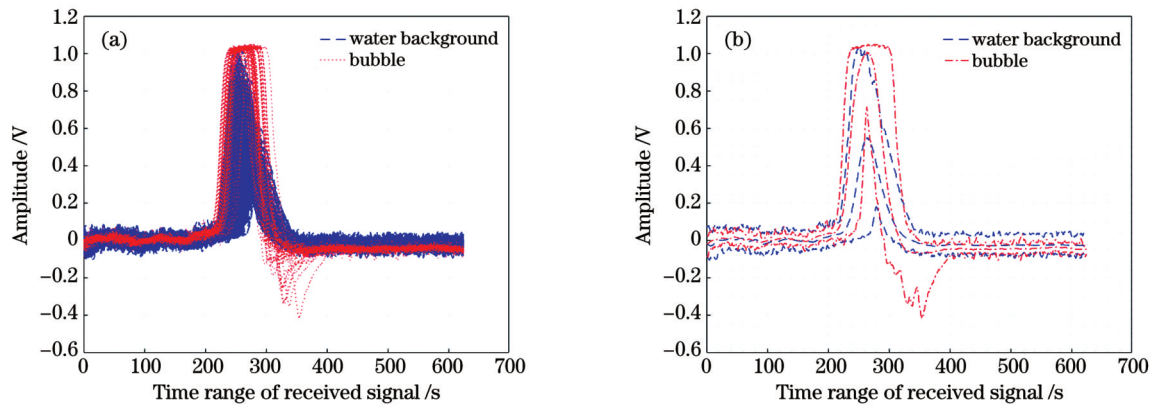 (a)
water background
bubble
1.2
1.0
0.8
0.6
0.4
0.2
0
−0.2
−0.4
−0.6
Amplitude /V
0 100 200 300 400 500 600 700
Time range of received signal /s
(b)
water background
bubble
1.2
1.0
0.8
0.6
0.4
0.2
0
−0.2
−0.4
−0.6
Amplitude /V
0 100 200 300 400 500 600 700
Time range of received signal /s